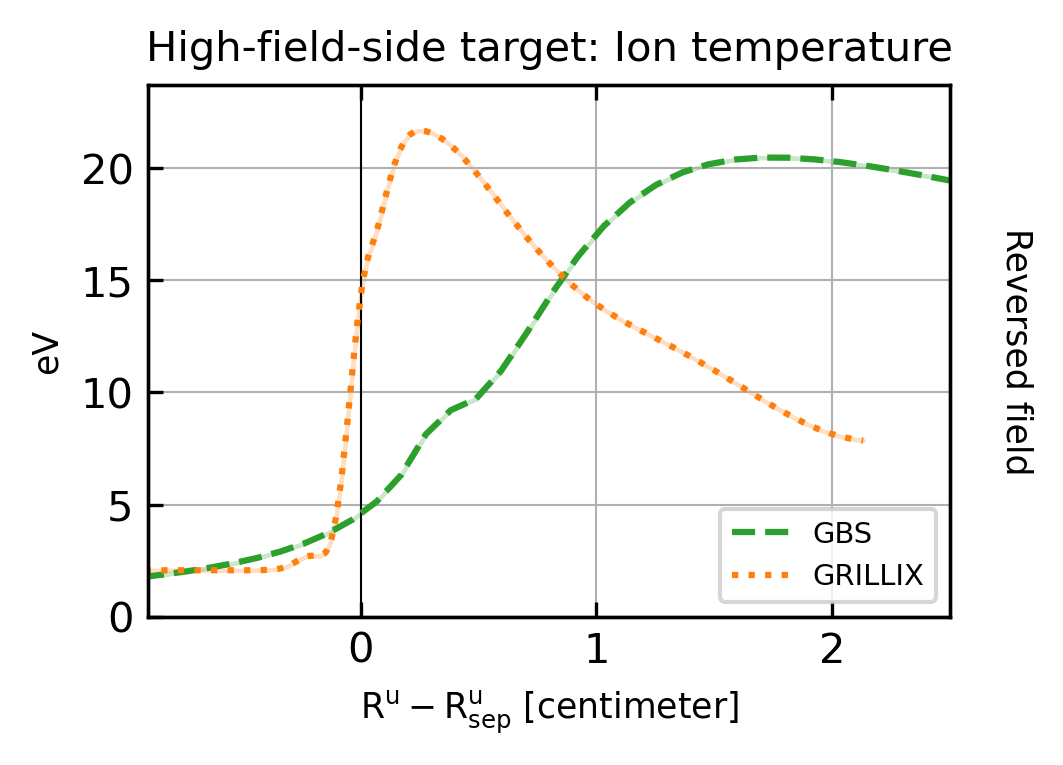 High-field-side target: Ion temperature
20
15
10
5
0
eV
0 1 2
R^u − R^u_sep [centimeter]
GBS
GRILLIX
Reversed field